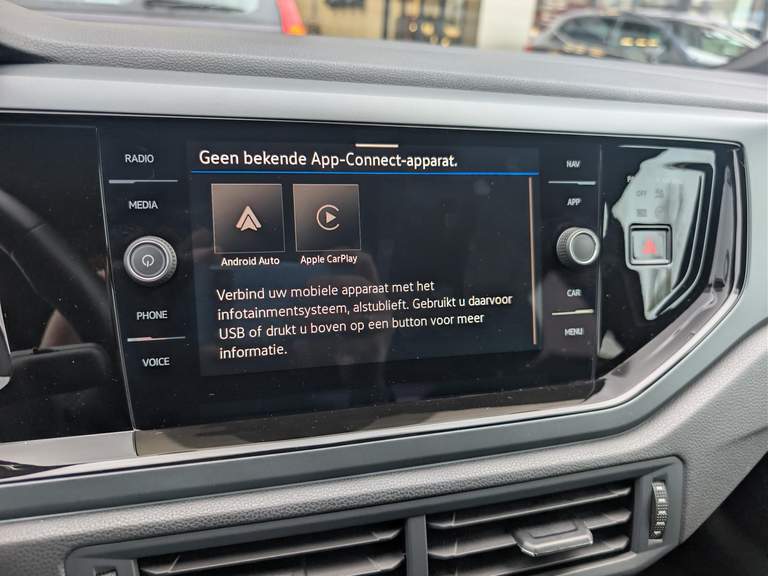 RADIO
MEDIA
PHONE
VOICE
Geen bekende App-Connect-apparaat.
Android Auto
Apple CarPlay
Verbind uw mobiele apparaat met het
infotainmentsysteem, alstublieft. Gebruikt u daarvoor
USB of drukt u boven op een button voor meer
informatie.
NAV
APP
CAR
MENU
OFF